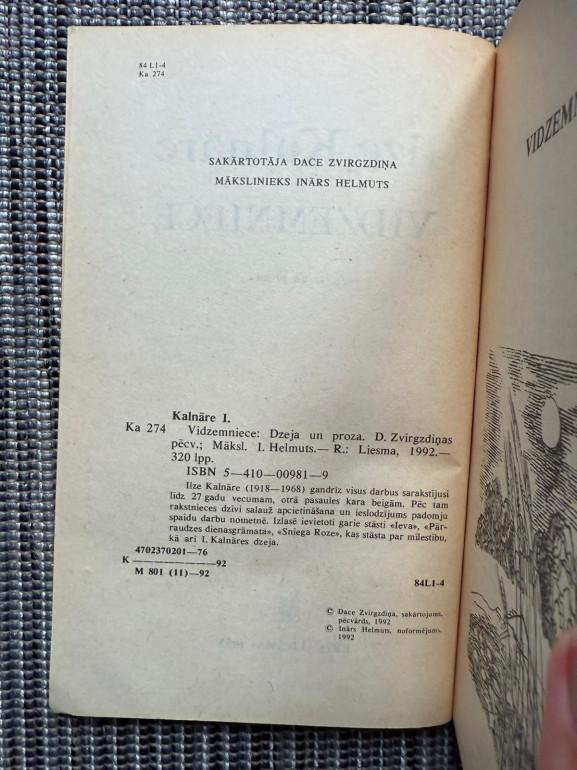 84 L1-4
Ka 274
SAKĀRTOTĀJA DACE ZVIRGZDIŅA
MĀKSLINIEKS INĀRS HELMUTS
Kalnāre I.
Ka 274 Vidzemniece: Dzeja un proza. D. Zvirgzdiņas
pēcv.; Māksl. I. Helmuts.— R.: Liesma, 1992.—
320 lpp.
ISBN 5—410—00981—9
Ilze Kalnāre (1918—1968) gandrīz visus darbus sarakstījusi
līdz 27 gadu vecumam, otrā pasaules kara beigām. Pēc tam
rakstnieces dzīvi salauž apcietināšana un ieslodzījums padomju
spaidu darbu nometnē. Izlasē ievietoti garie stāsti «Ieva», «Pār-
raudzes dienasgrāmata», «Sniega Roze», kas stāsta par mīlestību,
kā arī I. Kalnāres dzeja.
4702370201—76
K ——————— —92
M 801 (11)—92
84L1-4
© Dace Zvirgzdiņa, sakārtojums,
pēcvārds, 1992
© Inārs Helmuts, noformējums,
1992
VIDZEMN